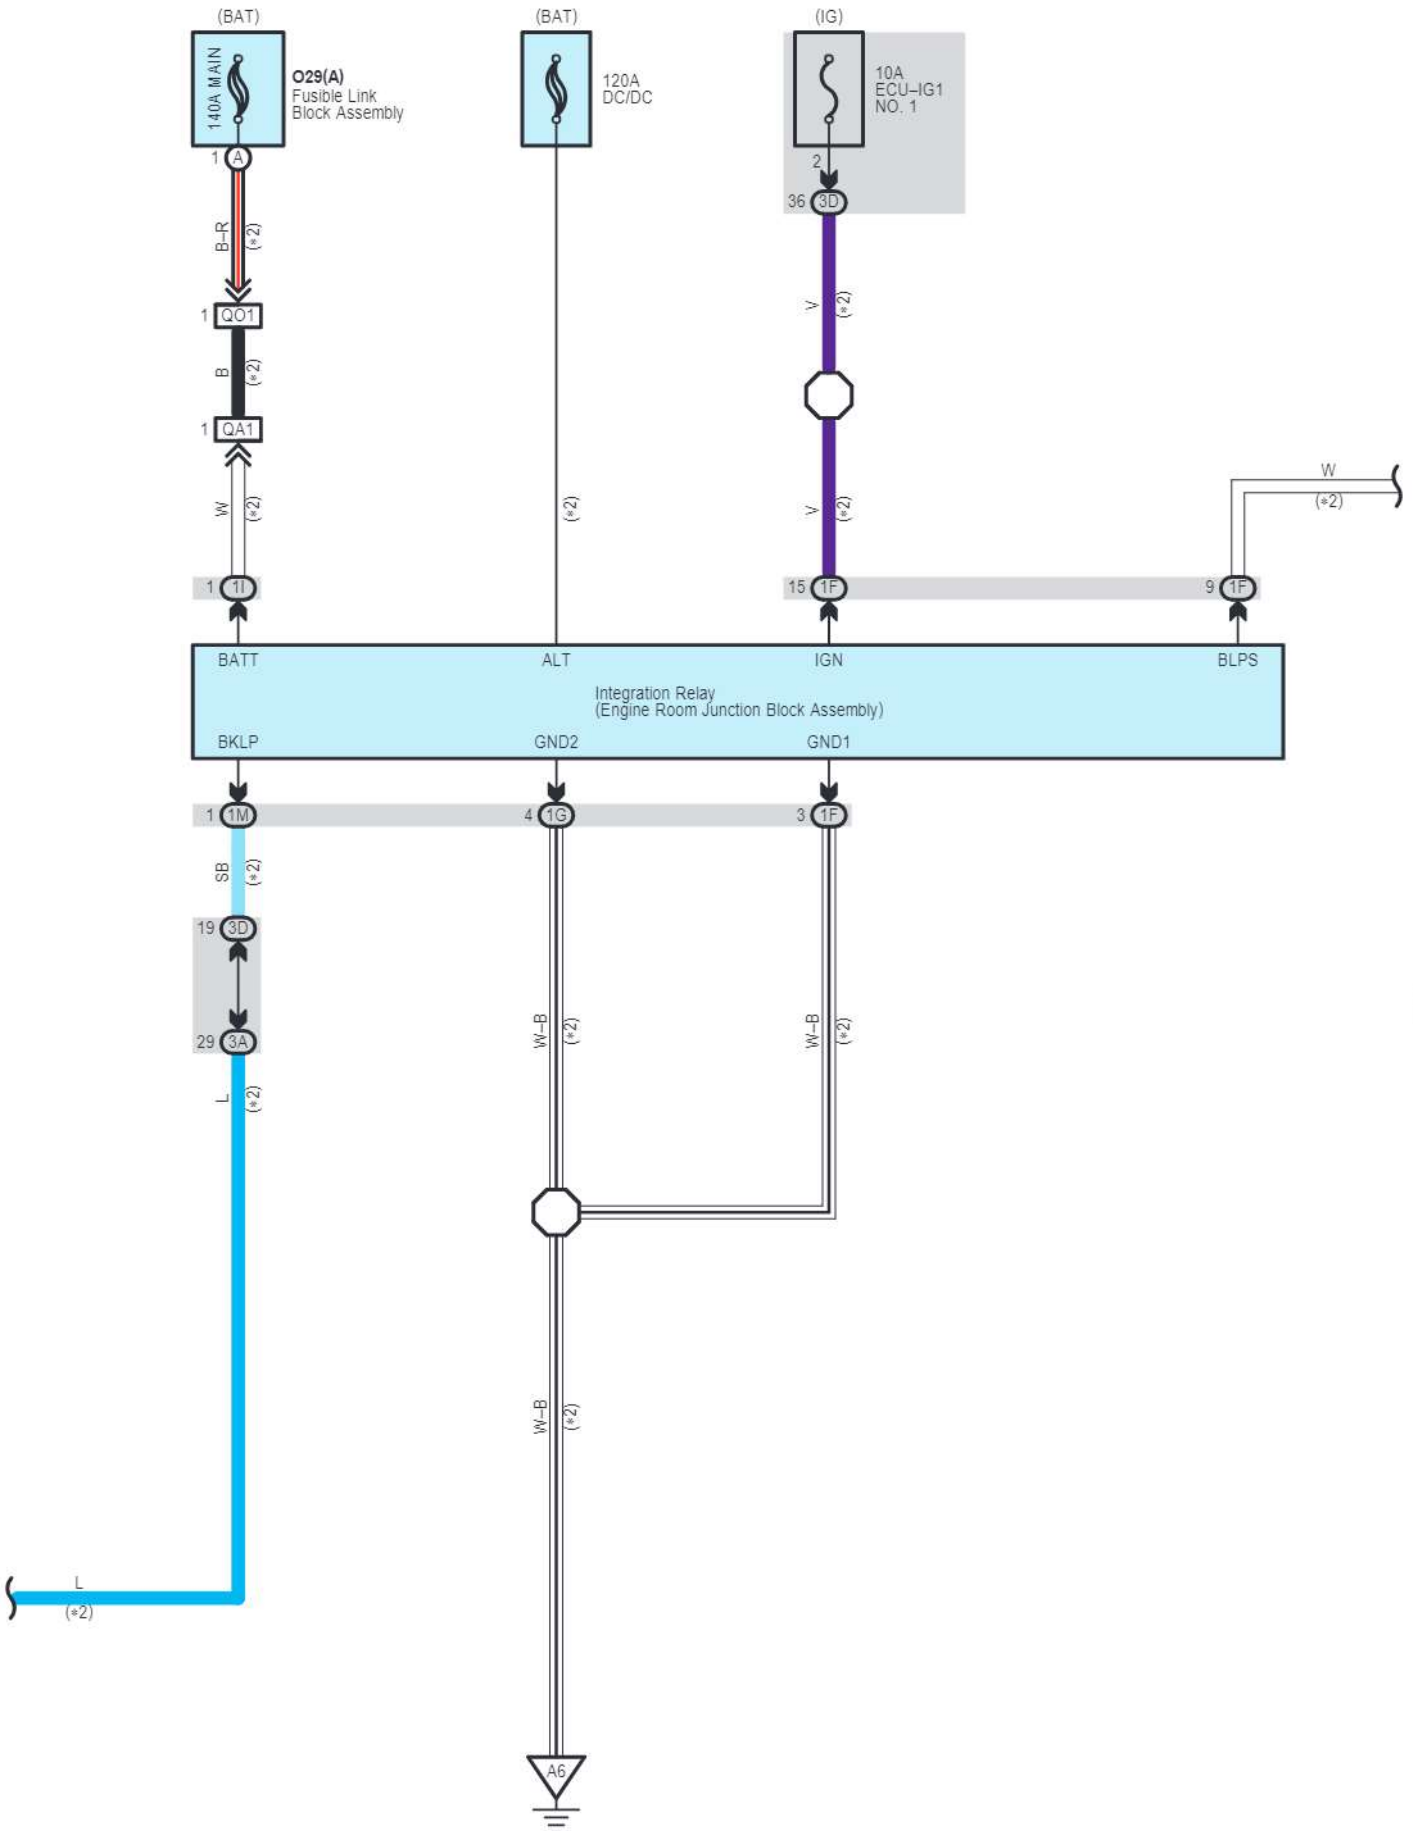 (BAT)
(BAT)
(IG)
140A MAIN
O29(A)
Fusible Link
Block Assembly
120A
DC/DC
10A
ECU–IG1
NO. 1
1 A
2
36 3D
B–R
(*2)
V
(*2)
1 QO1
B
(*2)
1 QA1
W
(*2)
(*2)
V
(*2)
W
(*2)
1 1I
15 1F
9 1F
BATT
ALT
IGN
BLPS
Integration Relay
(Engine Room Junction Block Assembly)
BKLP
GND2
GND1
1 1M
4 1G
3 1F
SB
(*2)
19 3D
29 3A
W–B
(*2)
W–B
(*2)
L
(*2)
W–B
(*2)
L
(*2)
A6